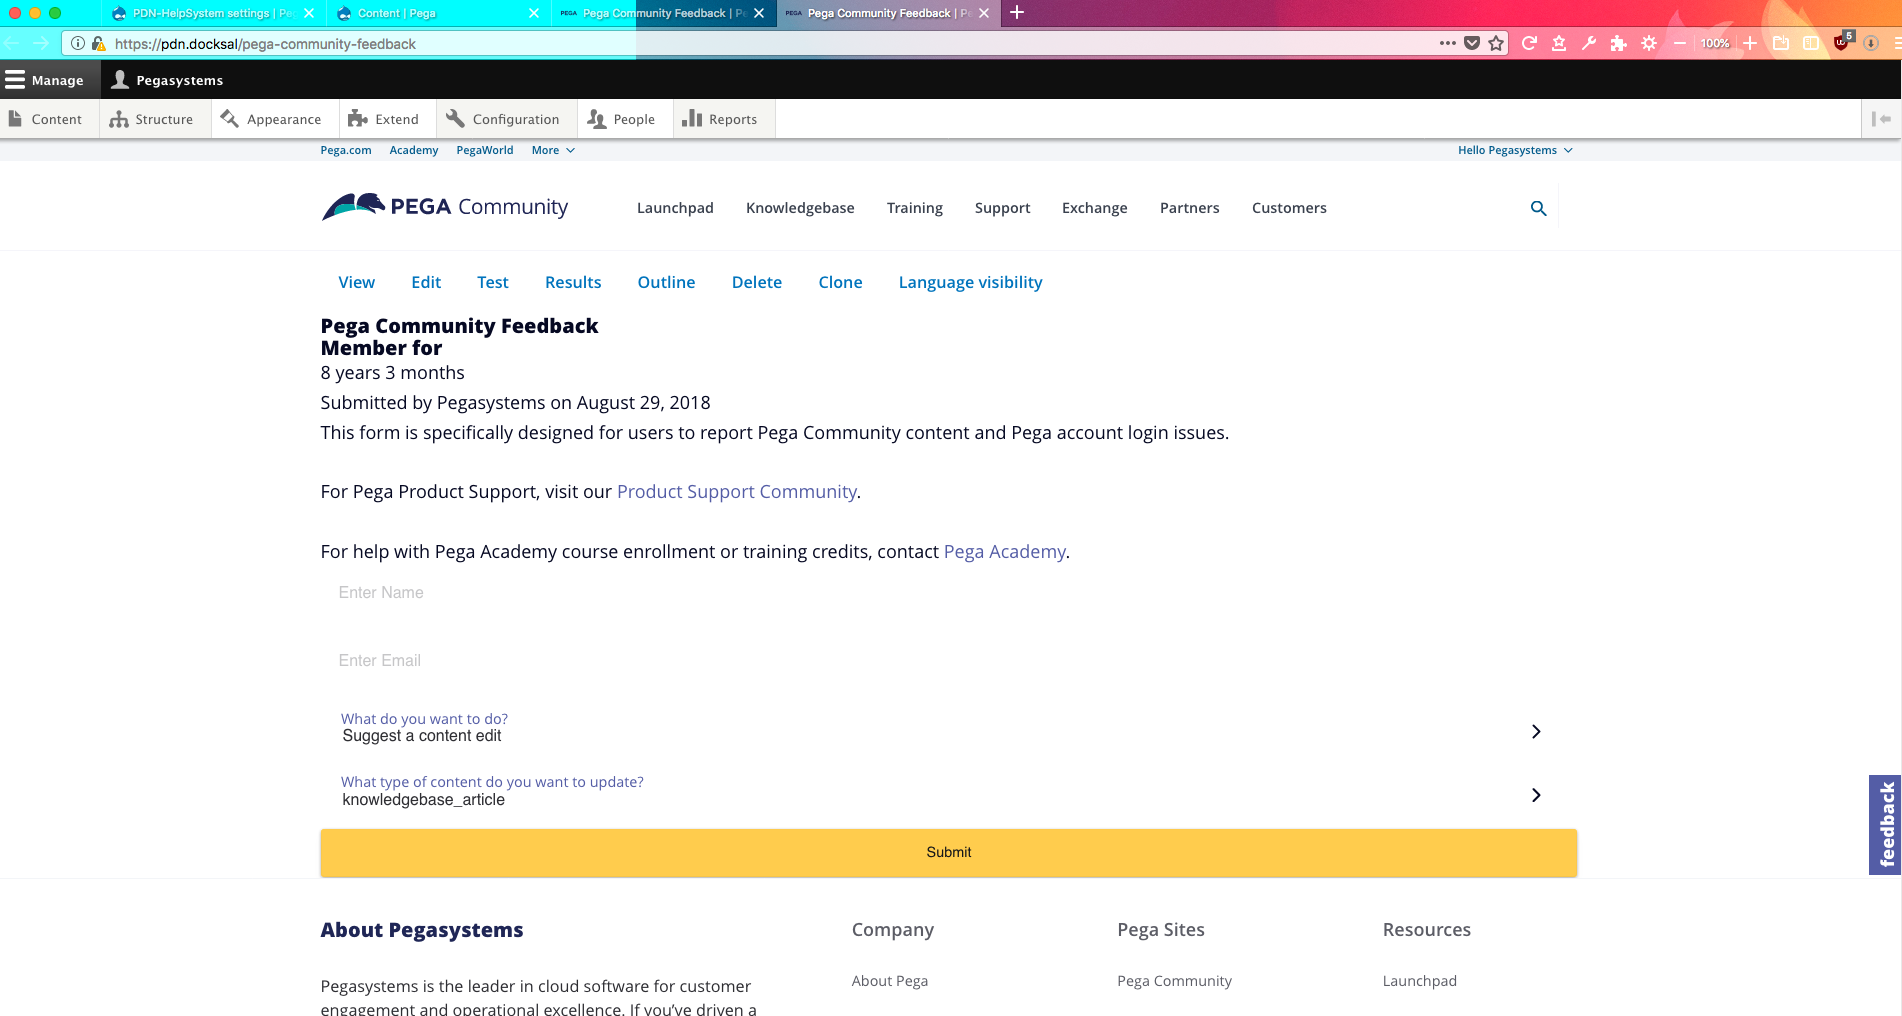 PDN-HelpSystem settings | Pe
Content | Pega
PEGA Pega Community Feedback | Pe
PEGA Pega Community Feedback | Pe
https://pdn.docksal/pega-community-feedback
100%
5
Manage
Pegasystems
Content
Structure
Appearance
Extend
Configuration
People
Reports
Pega.com
Academy
PegaWorld
More
Hello Pegasystems
PEGA Community
Launchpad
Knowledgebase
Training
Support
Exchange
Partners
Customers
View
Edit
Test
Results
Outline
Delete
Clone
Language visibility
Pega Community Feedback
Member for
8 years 3 months
Submitted by Pegasystems on August 29, 2018
This form is specifically designed for users to report Pega Community content and Pega account login issues.
For Pega Product Support, visit our Product Support Community.
For help with Pega Academy course enrollment or training credits, contact Pega Academy.
Enter Name
Enter Email
What do you want to do?
Suggest a content edit
What type of content do you want to update?
knowledgebase_article
Submit
feedback
About Pegasystems
Company
Pega Sites
Resources
Pegasystems is the leader in cloud software for customer
engagement and operational excellence. If you've driven a
About Pega
Pega Community
Launchpad